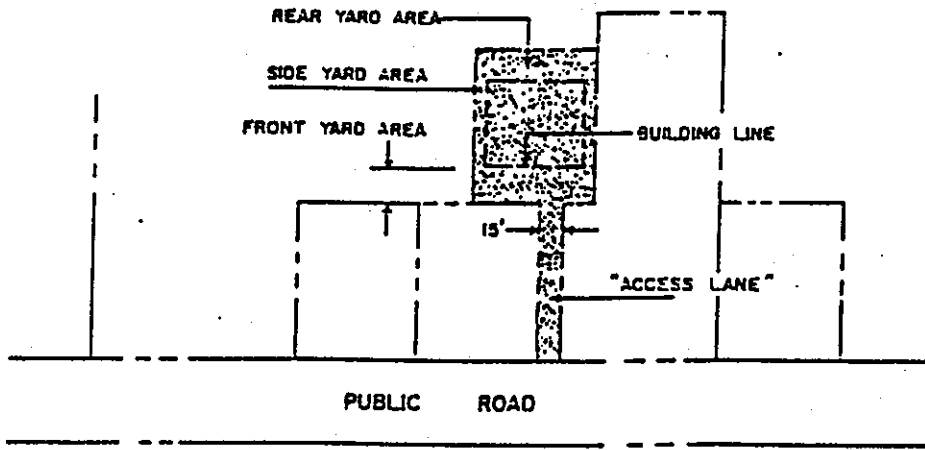 REAR YARD AREA
SIDE YARD AREA
FRONT YARD AREA
BUILDING LINE
15'
"ACCESS LANE"
PUBLIC ROAD